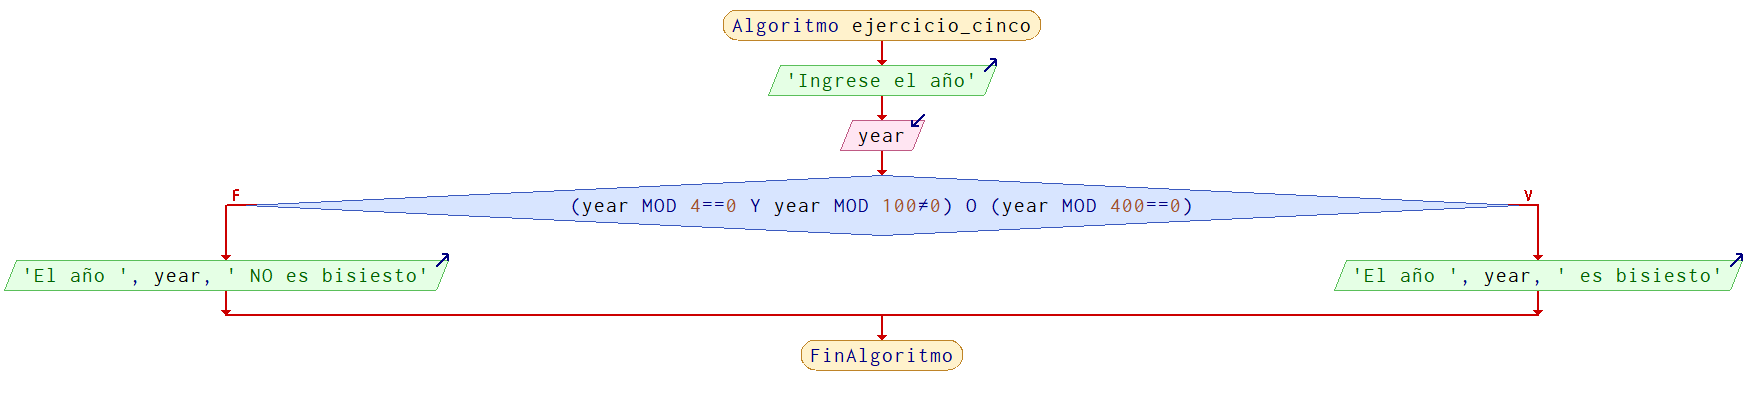 Algoritmo ejercicio_cinco
'Ingrese el año'
year
F
V
(year MOD 4==0 Y year MOD 100≠0) O (year MOD 400==0)
'El año ', year, ' NO es bisiesto'
'El año ', year, ' es bisiesto'
FinAlgoritmo